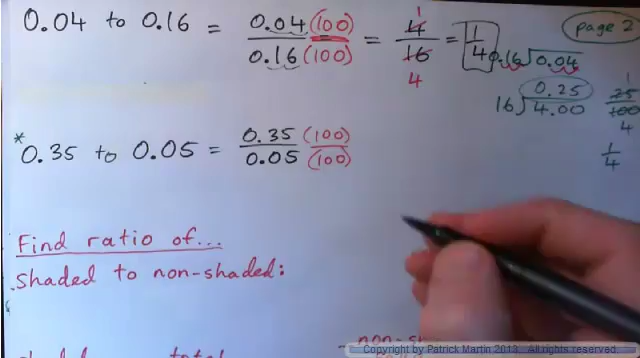 page 2
0.04 to 0.16 = 0.04(100) / 0.16(100) = 4 / 16 = 1 / 4
1
4
0.16 0.04
0.25
16 4.00
1
25 / 100
4
1 / 4
* 0.35 to 0.05 = 0.35 (100) / 0.05 (100)
Find ratio of...
shaded to non-shaded:
total
Copyright by Patrick Martin 2013. All rights reserved.